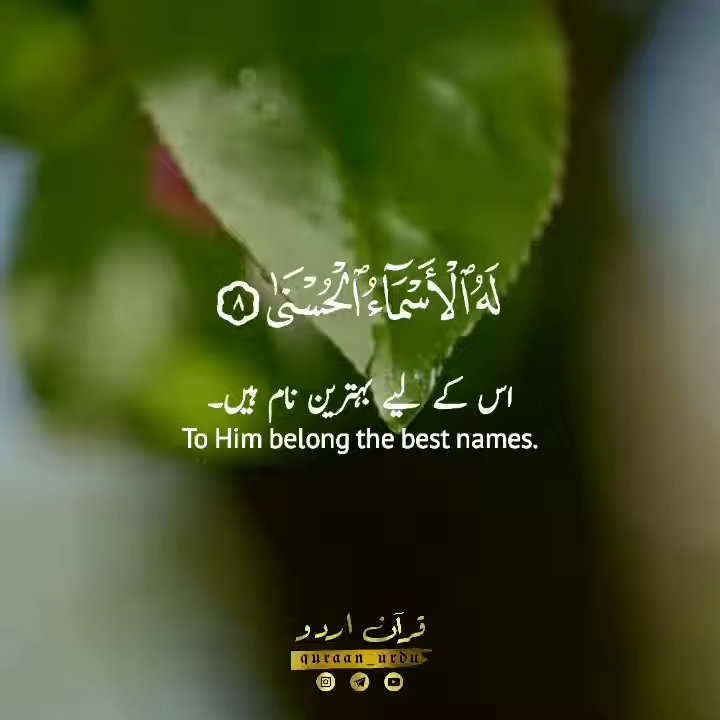 لَهُ ٱلْأَسْمَآءُ ٱلْحُسْنَىٰ ٨
اس کے لیے بہترین نام ہیں۔
To Him belong the best names.
قرآن اردو
quraan_urdu